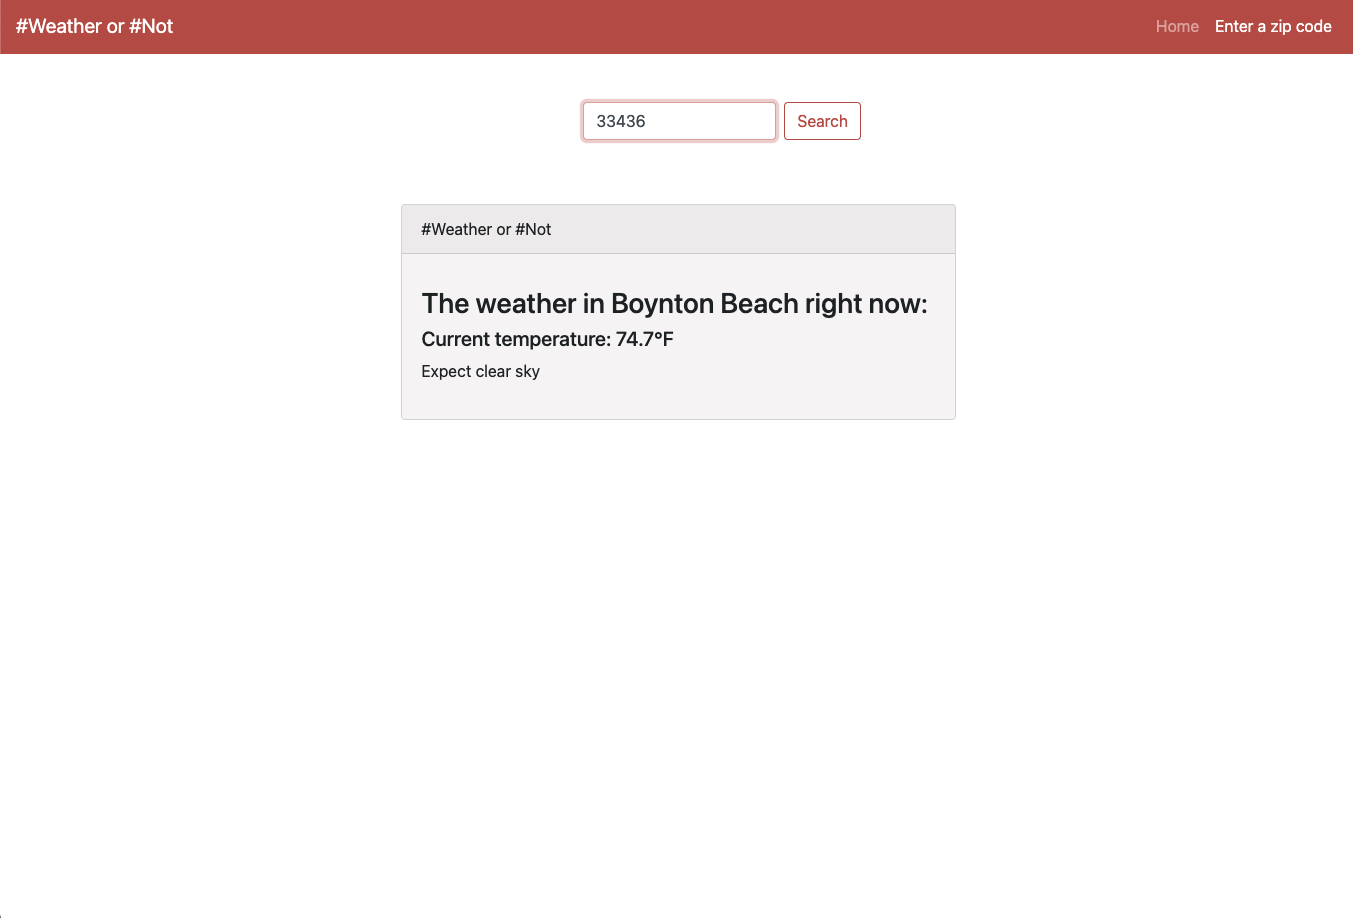 #Weather or #Not
Home
Enter a zip code
33436
Search
#Weather or #Not
The weather in Boynton Beach right now:
Current temperature: 74.7°F
Expect clear sky